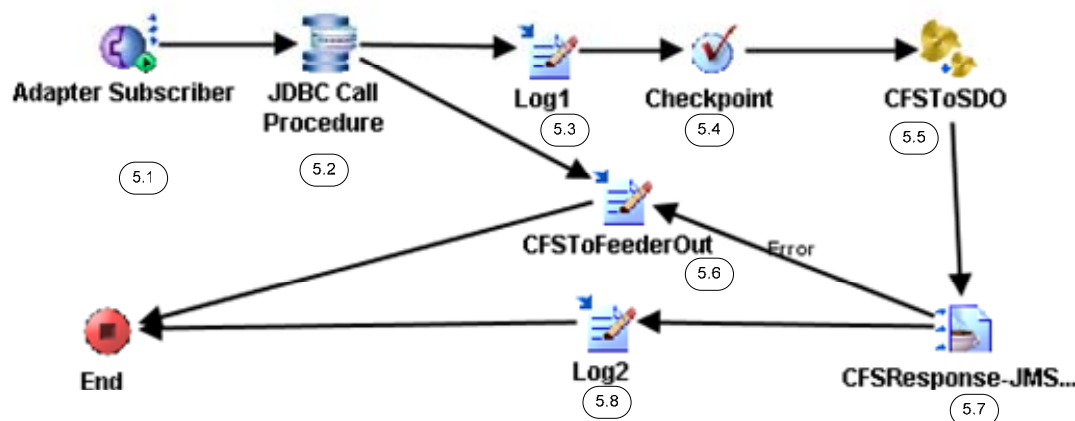 Adapter Subscriber
5.1
JDBC Call
Procedure
5.2
Log1
5.3
Checkpoint
5.4
CFSToSDO
5.5
CFSToFeederOut
5.6
Error
End
Log2
5.8
CFSResponse-JMS...
5.7